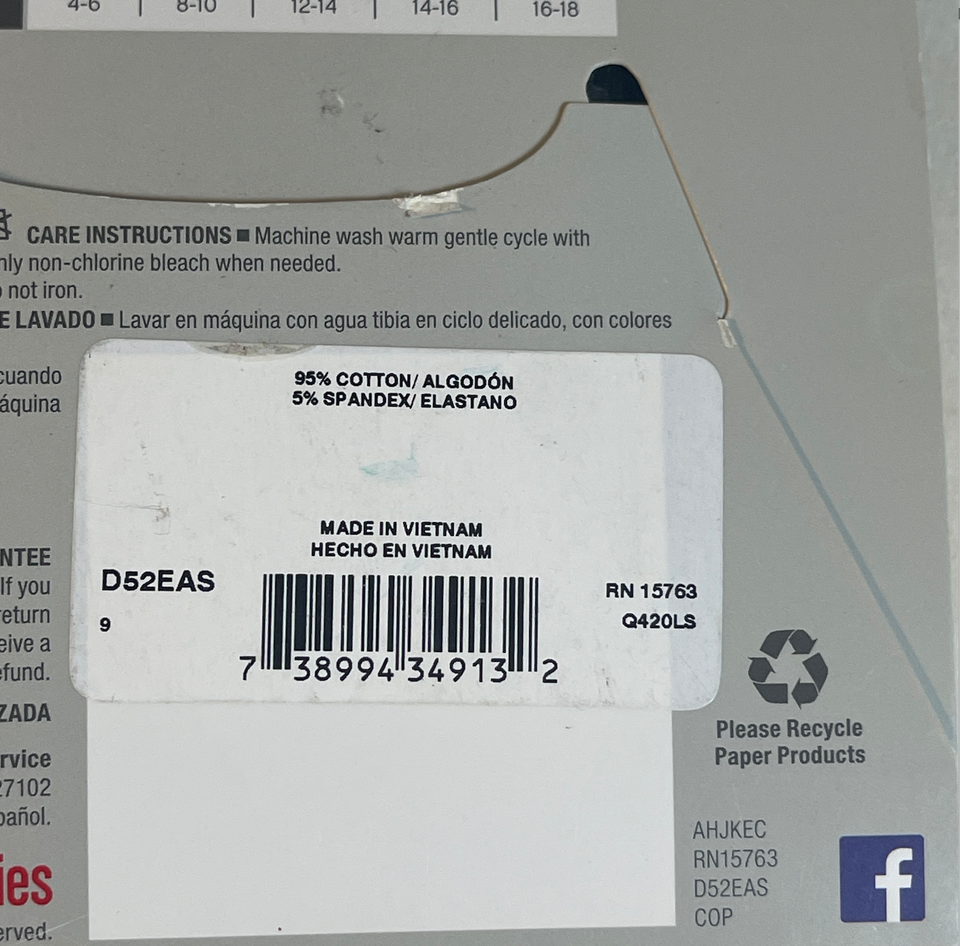 4-6 | 8-10 | 12-14 | 14-16 | 16-18
CARE INSTRUCTIONS ■ Machine wash warm gentle cycle with
nly non-chlorine bleach when needed.
o not iron.
E LAVADO ■ Lavar en máquina con agua tibia en ciclo delicado, con colores
cuando
áquina
95% COTTON/ ALGODÓN
5% SPANDEX/ ELASTANO
MADE IN VIETNAM
HECHO EN VIETNAM
NTEE
If you
return
eive a
efund.
ZADA
rvice
27102
pañol.
ies
erved.
D52EAS
9
RN 15763
Q420LS
7 38994 34913 2
Please Recycle
Paper Products
AHJKEC
RN15763
D52EAS
COP
f